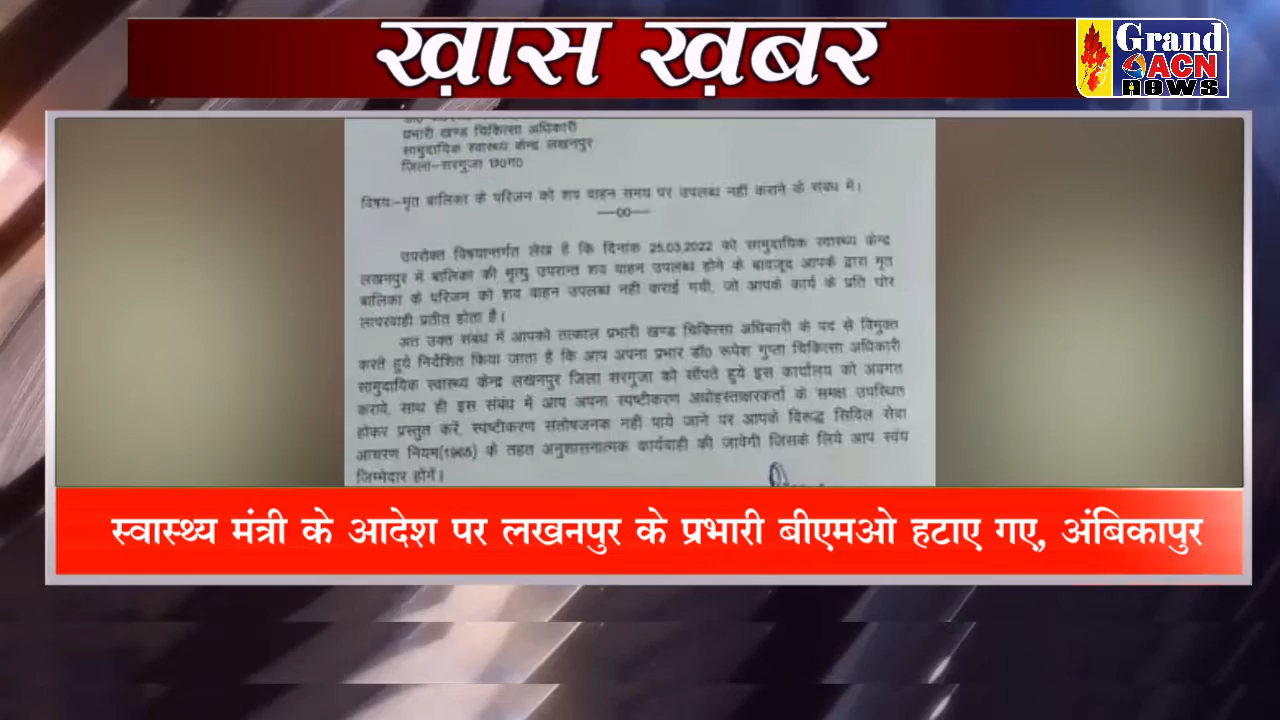 ख़ास ख़बर
Grand
ACN
news
प्रभारी खण्ड चिकित्सा अधिकारी
सामुदायिक स्वास्थ्य केन्द्र लखनपुर
जिला-सरगुजा छ0ग0
विषय:-मृत बालिका के परिजन को शव वाहन समय पर उपलब्ध नहीं कराने के संबंध में।
---00---
उपरोक्त विषयान्तर्गत लेख है कि दिनांक 25.03.2022 को सामुदायिक स्वास्थ्य केन्द्र
लखनपुर में बालिका की मृत्यु उपरान्त शव वाहन उपलब्ध होने के बावजूद आपके द्वारा मृत
बालिका के परिजन को शव वाहन उपलब्ध नहीं कराई गयी, जो आपके कार्य के प्रति घोर
लापरवाही प्रतीत होता है।
अतः उक्त संबंध में आपको तत्काल प्रभारी खण्ड चिकित्सा अधिकारी के पद से विमुक्त
करते हुये निर्देशित किया जाता है कि आप अपना प्रभार डॉ0 रूपेश गुप्ता चिकित्सा अधिकारी
सामुदायिक स्वास्थ्य केन्द्र लखनपुर जिला सरगुजा को सौंपते हुये इस कार्यालय को अवगत
करावे, साथ ही इस संबंध में आप अपना स्पष्टीकरण अधोहस्ताक्षरकर्ता के समक्ष उपस्थित
होकर प्रस्तुत करें, स्पष्टीकरण संतोषजनक नहीं पाये जाने पर आपके विरूद्ध सिविल सेवा
आचरण नियम(1965) के तहत अनुशासनात्मक कार्यवाही की जावेगी जिसके लिये आप स्वंय
जिम्मेदार होगें।
स्वास्थ्य मंत्री के आदेश पर लखनपुर के प्रभारी बीएमओ हटाए गए, अंबिकापुर